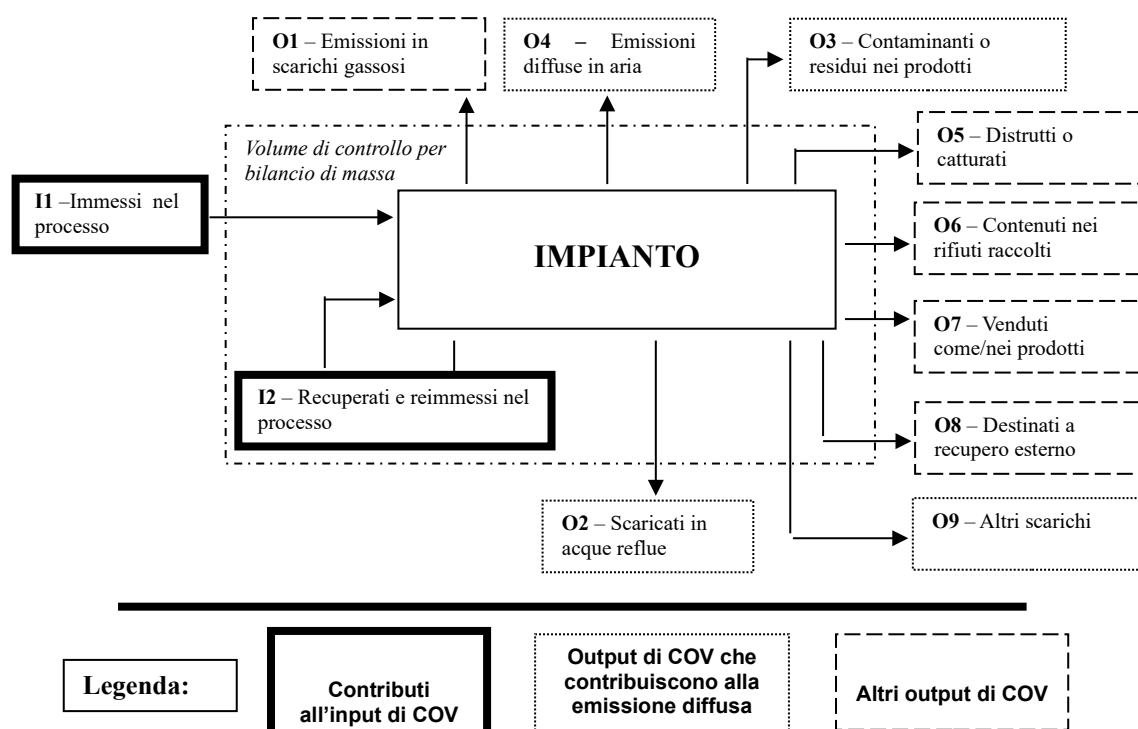 O1 – Emissioni in
scarichi gassosi
O4 – Emissioni
diffuse in aria
O3 – Contaminanti o
residui nei prodotti
Volume di controllo per
bilancio di massa
O5 – Distrutti o
catturati
I1 –Immessi nel
processo
IMPIANTO
O6 – Contenuti nei
rifiuti raccolti
O7 – Venduti
come/nei prodotti
I2 – Recuperati e reimmessi nel
processo
O8 – Destinati a
recupero esterno
O2 – Scaricati in
acque reflue
O9 – Altri scarichi
Legenda:
Contributi
all'input di COV
Output di COV che
contribuiscono alla
emissione diffusa
Altri output di COV